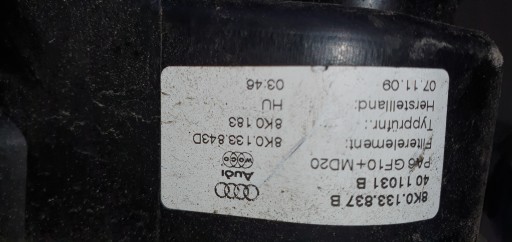 8K0.133.837 B
40 11031 B
PA6 GF10+MD20
Filterelement: 8K0.133.843D
Typprüfnr.: 8K0 183
Herstellland: HU
07.11.09 03:46
Audi
woco